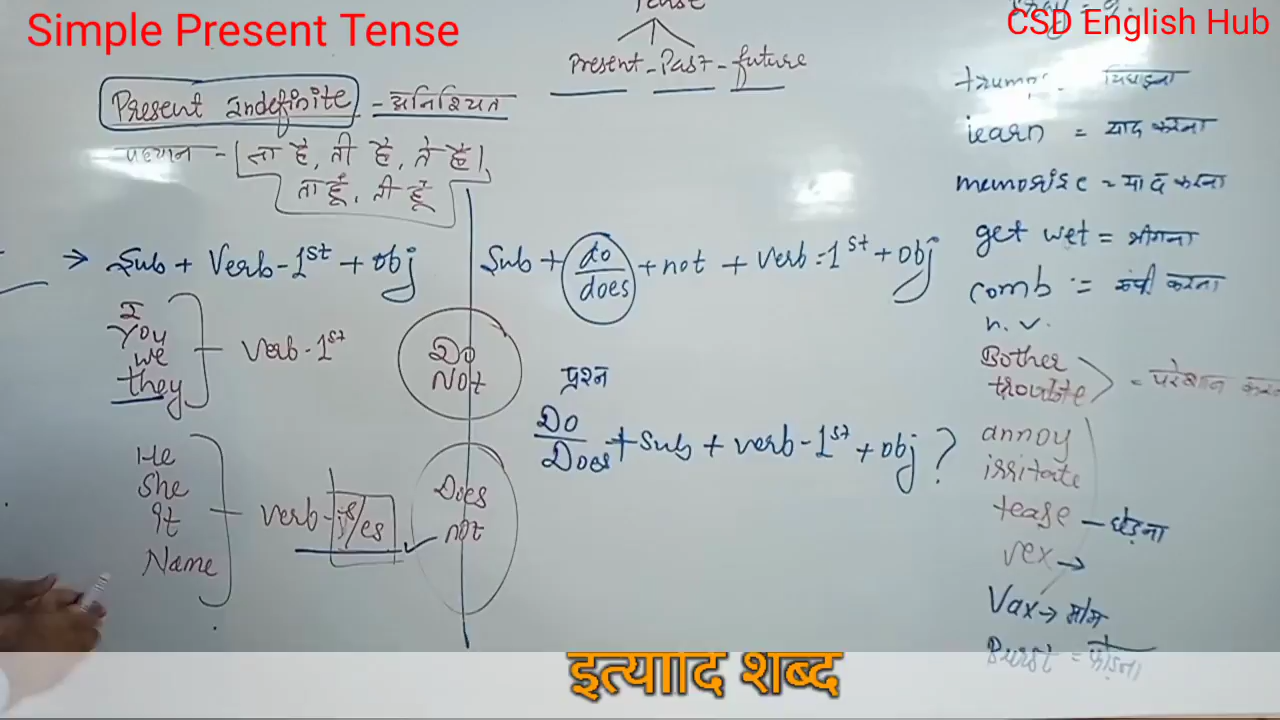 Simple Present Tense
CSD English Hub
Tense
Present - Past - future
Present Indefinite - अनिश्चित
पहचान - ता है, ती है, ते हैं,
ता हूँ, ती हूँ
→ Sub + Verb-1st + obj
I
You
we
they
verb-1st
Do
Not
He
She
It
Name
verb-s/es
Does
not
Sub + do/does + not + verb-1st + obj
प्रश्न
Do/Does + Sub + verb-1st + obj ?
learn = याद करना
memorise = याद करना
get wet = भीगना
comb = कंघी करना
n. v.
Bother
trouble
= परेशान
annoy
irritate
tease - छेड़ना
vex →
Vax → मोम
Burst = फोड़ना
इत्यााद शब्द